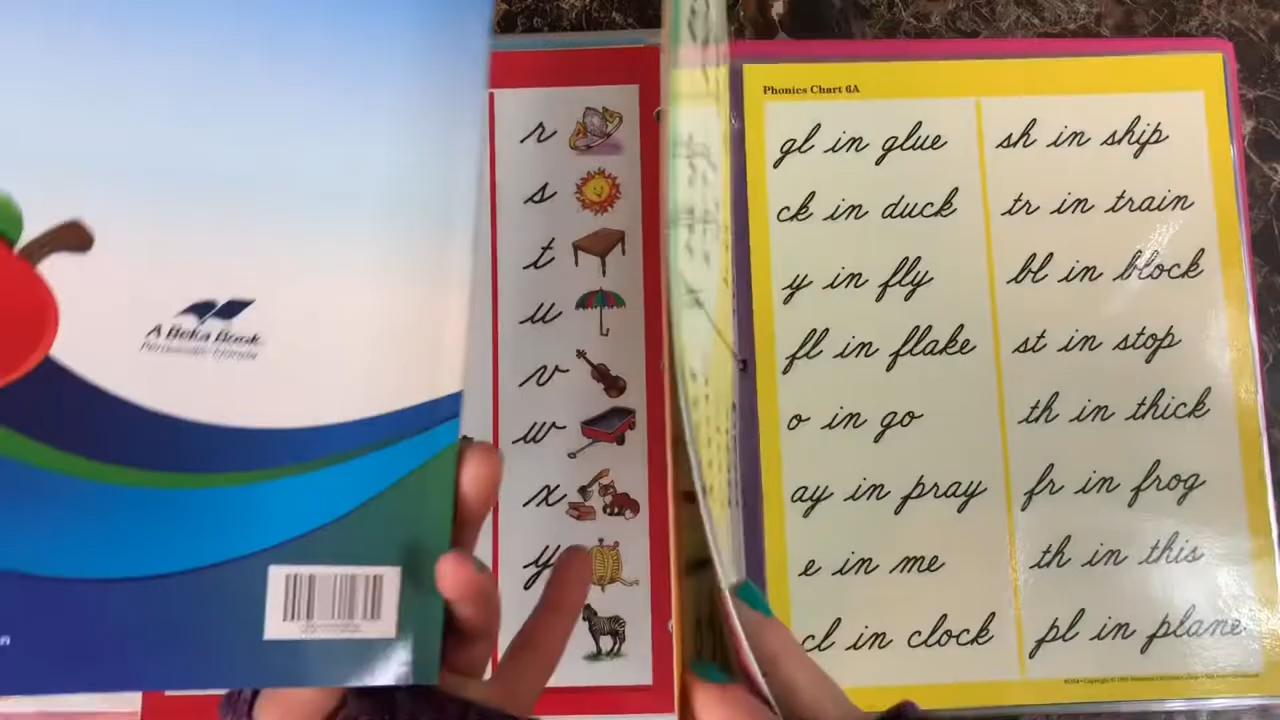 A Beka Book
Pensacola, Florida
r
s
t
u
v
w
x
y
Phonics Chart 6A
gl in glue
ck in duck
y in fly
fl in flake
o in go
ay in pray
e in me
cl in clock
sh in ship
tr in train
bl in block
st in stop
th in thick
fr in frog
th in this
pl in plane